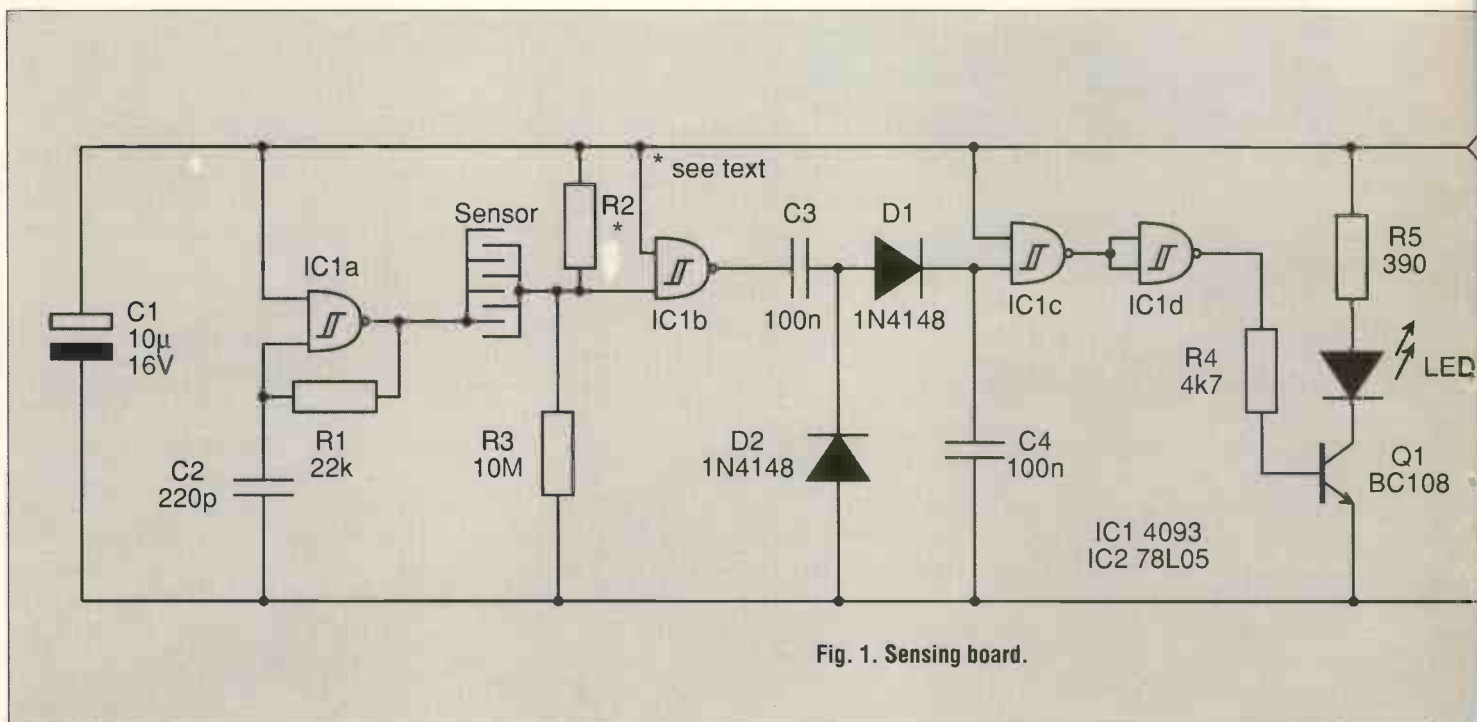 * see text
Sensor
R2
*
C3
D1
IC1a
R5
390
C1
10µ
16V
IC1b
100n
1N4148
IC1c
IC1d
LED
R1
22k
R3
10M
R4
4k7
C2
220p
D2
1N4148
C4
100n
Q1
BC108
IC1 4093
IC2 78L05
Fig. 1. Sensing board.